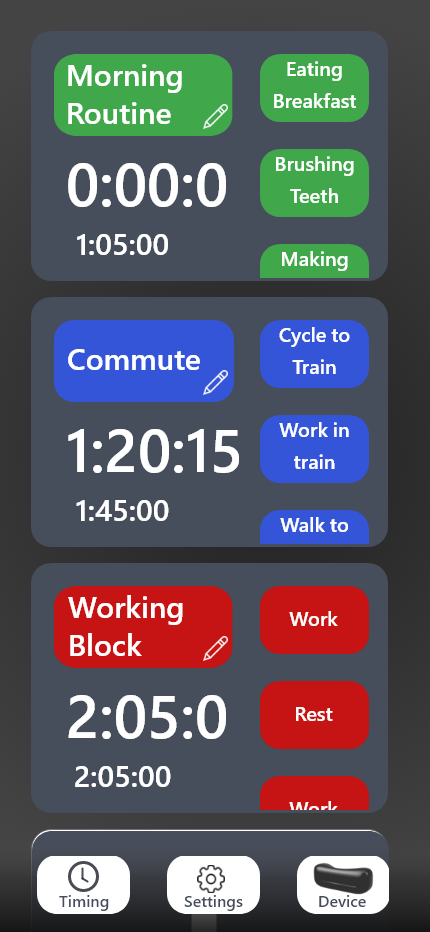 Morning
Routine
0:00:0
1:05:00
Eating
Breakfast
Brushing
Teeth
Making
Commute
1:20:15
1:45:00
Cycle to
Train
Work in
train
Walk to
Working
Block
2:05:0
2:05:00
Work
Rest
Work
Timing
Settings
Device